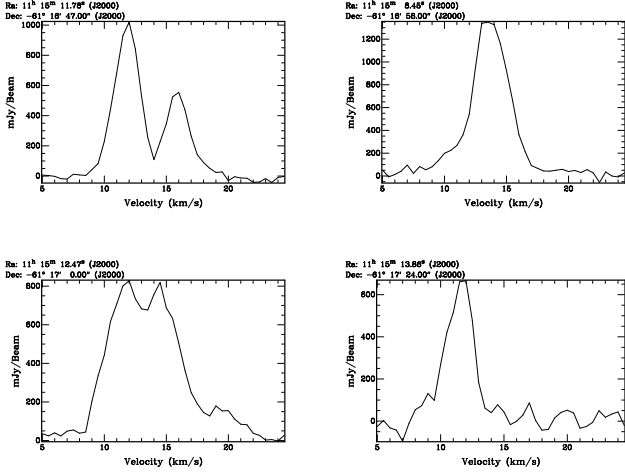 Ra: 11h 15m 11.78s (J2000)
Dec: -61° 16' 47.00" (J2000)
1000
800
600
400
200
0
mJy/Beam
5 10 15 20
Velocity (km/s)
Ra: 11h 15m 8.45s (J2000)
Dec: -61° 16' 56.00" (J2000)
1200
1000
800
600
400
200
0
mJy/Beam
5 10 15 20
Velocity (km/s)
Ra: 11h 15m 12.47s (J2000)
Dec: -61° 17' 0.00" (J2000)
800
600
400
200
0
mJy/Beam
5 10 15 20
Velocity (km/s)
Ra: 11h 15m 13.86s (J2000)
Dec: -61° 17' 24.00" (J2000)
600
400
200
0
mJy/Beam
5 10 15 20
Velocity (km/s)